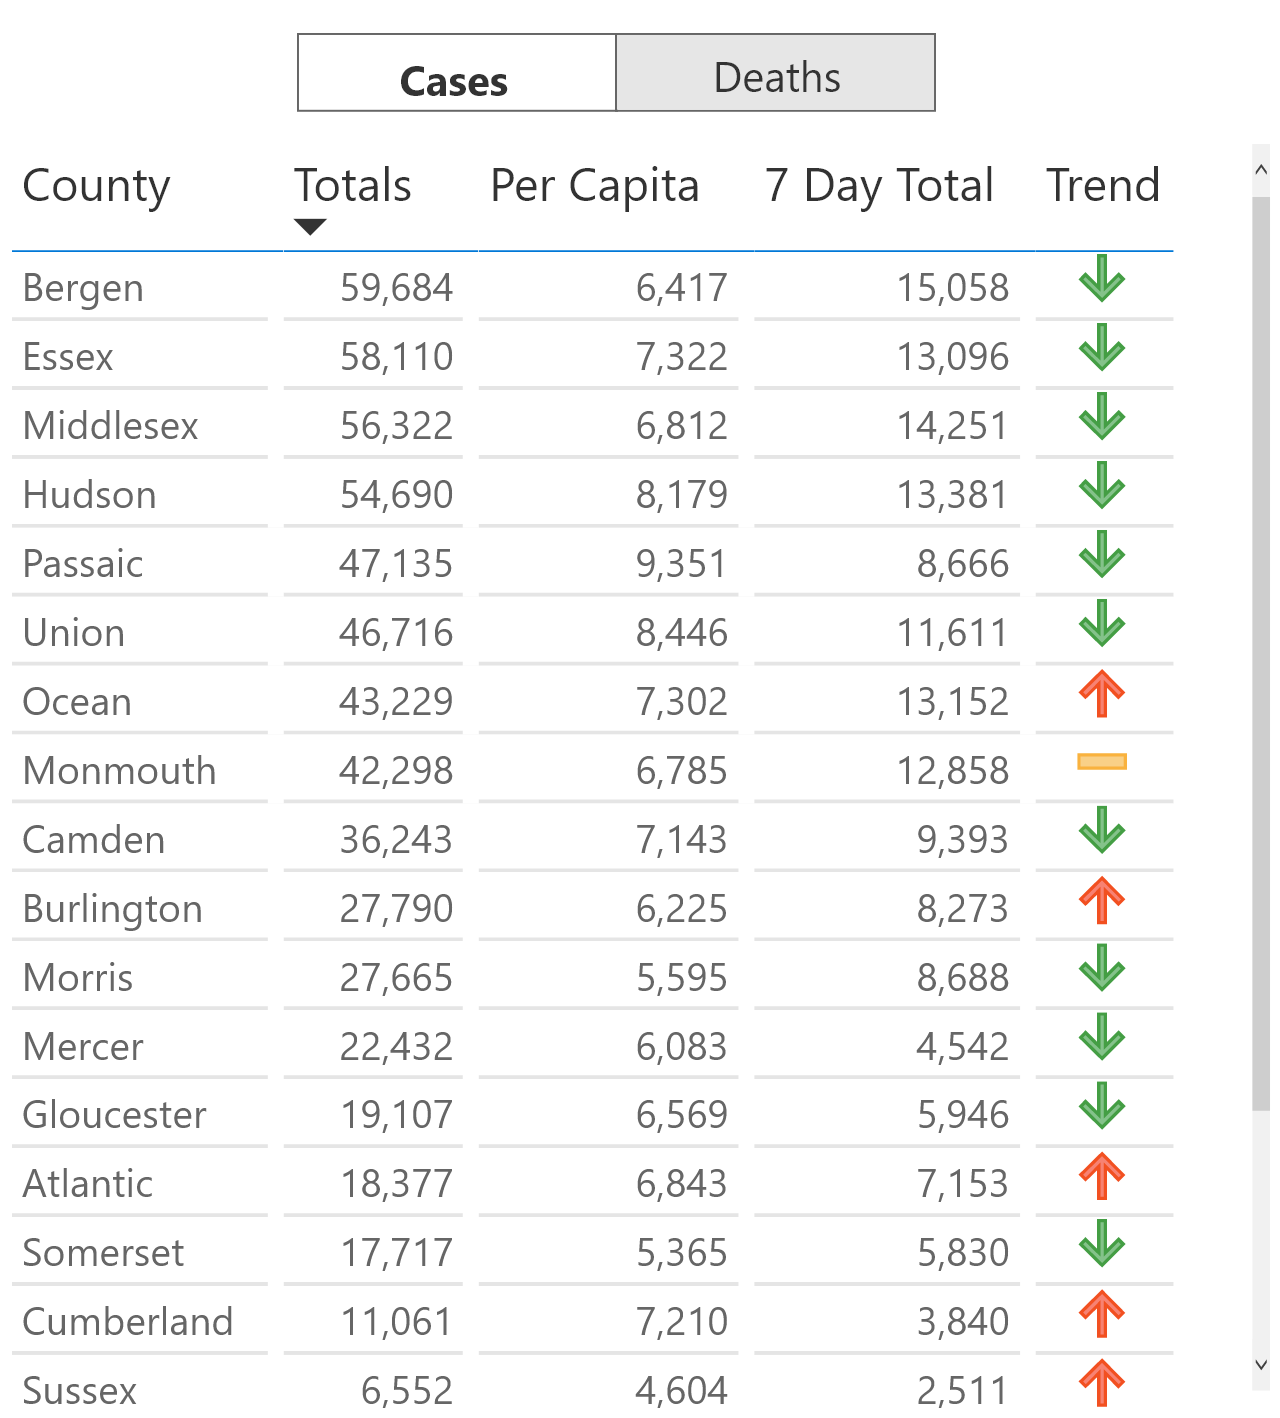 Cases Deaths
County Totals Per Capita 7 Day Total Trend
Bergen 59,684 6,417 15,058
Essex 58,110 7,322 13,096
Middlesex 56,322 6,812 14,251
Hudson 54,690 8,179 13,381
Passaic 47,135 9,351 8,666
Union 46,716 8,446 11,611
Ocean 43,229 7,302 13,152
Monmouth 42,298 6,785 12,858
Camden 36,243 7,143 9,393
Burlington 27,790 6,225 8,273
Morris 27,665 5,595 8,688
Mercer 22,432 6,083 4,542
Gloucester 19,107 6,569 5,946
Atlantic 18,377 6,843 7,153
Somerset 17,717 5,365 5,830
Cumberland 11,061 7,210 3,840
Sussex 6,552 4,604 2,511